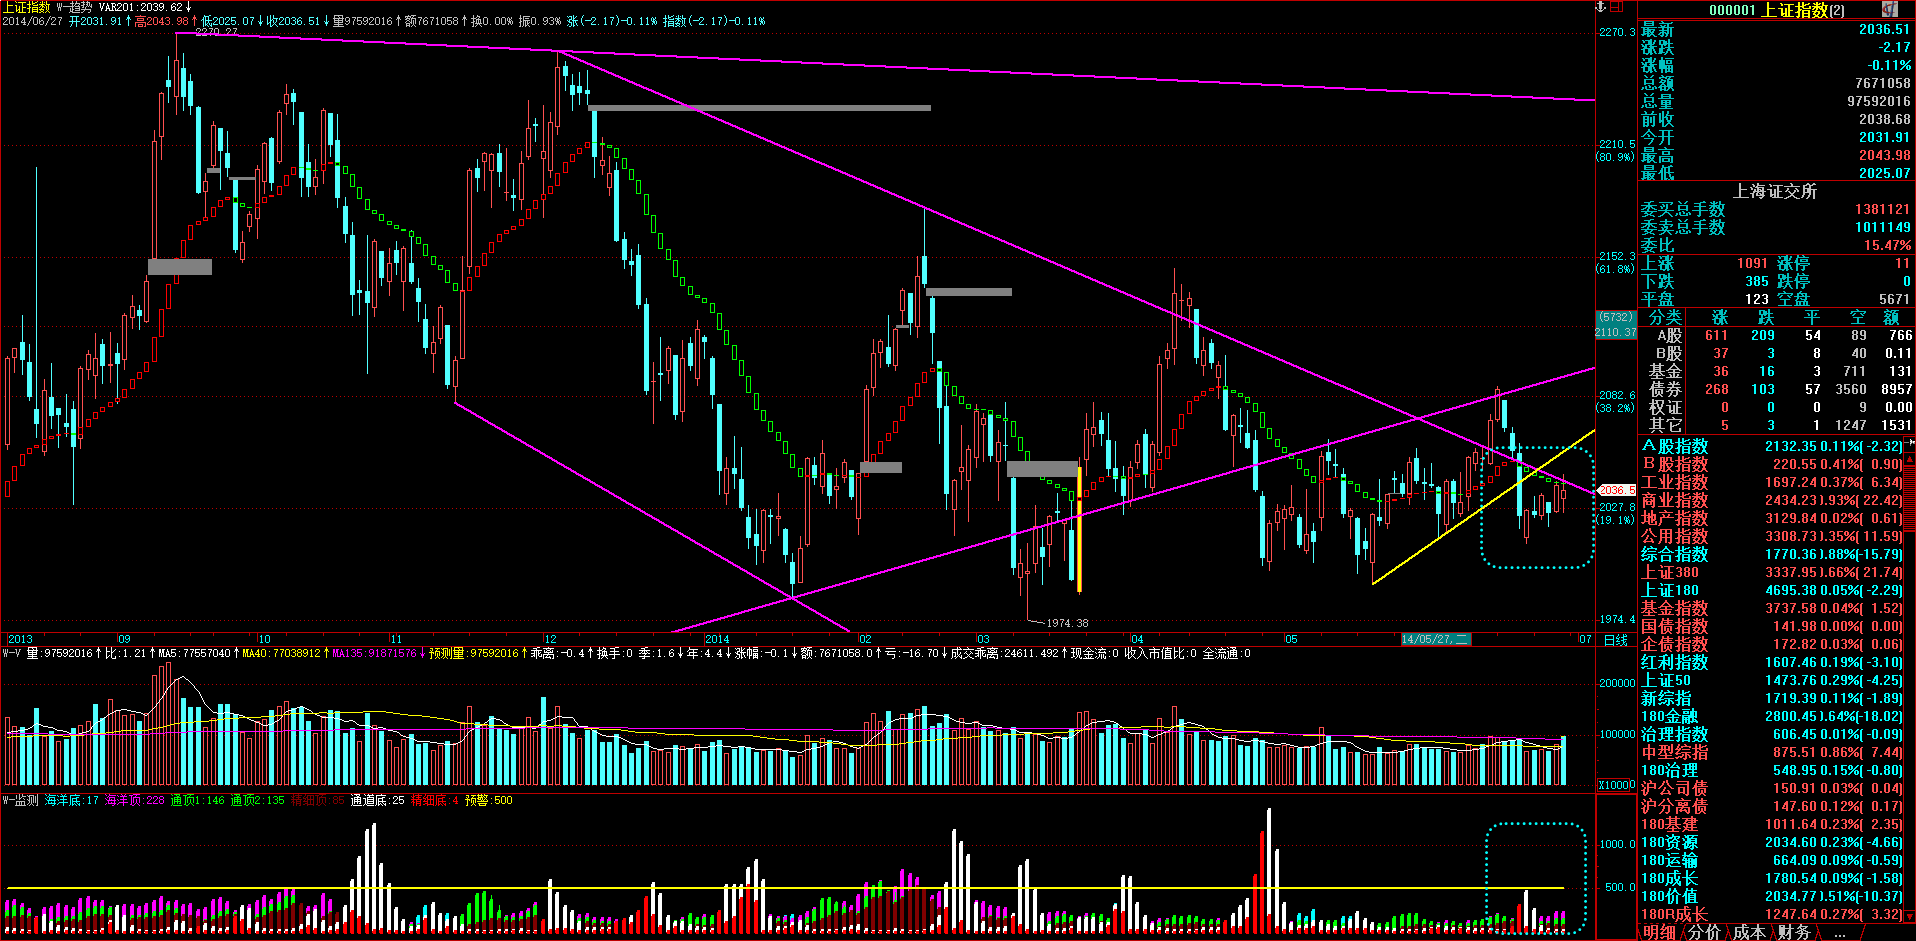 上证指数 W-趋势 VAR201:2039.62↓
2014/06/27 开2031.91↑高2043.98↑低2025.07↓收2036.51↓量97592016↑额7671058↑换0.00% 振0.93% 涨(-2.17)-0.11% 指数(-2.17)-0.11%
2270.27
1974.38
2270.3
2210.5
(80.9%)
2152.3
(61.8%)
(5732)
2110.37
2082.6
(38.2%)
2036.5
2027.8
(19.1%)
1974.4
2013 09 10 11 12 2014 02 03 04 05 14/05/27,二 07 日线
W-V 量:97592016↑比:1.21↑MA5:77557040↑MA40:77038912↑MA135:91871576↓预测量:97592016↑乖离:-0.4↑换手:0 季:1.6↓年:4.4↓涨幅:-0.1↓额:7671058.0↑亏:-16.70↓成交乖离:24611.492↑现金流:0 收入市值比:0 全流通:0
200000
100000
X10000
W-监测 海洋底:17 海洋顶:228 通顶1:146 通顶2:135 精细顶:85 通道底:25 精细底:4 预警:500
1000.0
500.0
000001 上证指数(2)
最新 2036.51
涨跌 -2.17
涨幅 -0.11%
总额 7671058
总量 97592016
前收 2038.68
今开 2031.91
最高 2043.98
最低 2025.07
上海证交所
委买总手数 1381121
委卖总手数 1011149
委比 15.47%
上涨 1091 涨停 11
下跌 385 跌停 0
平盘 123 空盘 5671
分类 涨 跌 平 空 额
A股 611 209 54 89 766
B股 37 3 8 40 0.11
基金 36 16 3 711 131
债券 268 103 57 3560 8957
权证 0 0 0 9 0.00
其它 5 3 1 1247 1531
A股指数 2132.35 0.11%(-2.32)
B股指数 220.55 0.41%( 0.90)
工业指数 1697.24 0.37%( 6.34)
商业指数 2434.23 .93%( 22.42)
地产指数 3129.84 0.02%( 0.61)
公用指数 3308.73 .35%( 11.59)
综合指数 1770.36 .88%(-15.79)
上证380 3337.95 .66%( 21.74)
上证180 4695.38 0.05%( -2.29)
基金指数 3737.58 0.04%( 1.52)
国债指数 141.98 0.00%( 0.00)
企债指数 172.82 0.03%( 0.06)
红利指数 1607.46 0.19%( -3.10)
上证50 1473.76 0.29%( -4.25)
新综指 1719.39 0.11%( -1.89)
180金融 2800.45 .64%(-18.02)
治理指数 606.45 0.01%( -0.09)
中型综指 875.51 0.86%( 7.44)
180治理 548.95 0.15%( -0.80)
沪公司债 150.91 0.03%( 0.04)
沪分离债 147.60 0.12%( 0.17)
180基建 1011.64 0.23%( 2.35)
180资源 2034.60 0.23%( -4.66)
180运输 664.09 0.09%( -0.59)
180成长 1780.54 0.09%( -1.58)
180价值 2034.77 .51%(-10.37)
180R成长 1247.64 0.27%( 3.32)
明细 分价 成本 财务 ...